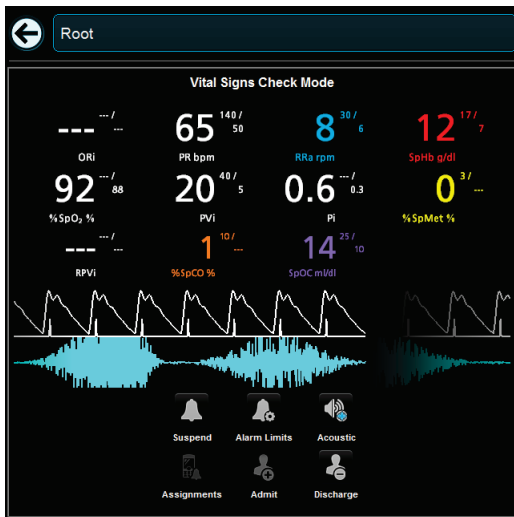 Root
Vital Signs Check Mode
--- ---/ --- 65 140/ 50 8 30/ 6 12 17/ 7
ORi PR bpm RRa rpm SpHb g/dl
92 ---/ 88 20 40/ 5 0.6 ---/ 0.3 0 3/ ---
%SpO₂ % PVi Pi %SpMet %
--- ---/ --- 1 10/ --- 14 25/ 10
RPVi %SpCO % SpOC ml/dl
Suspend Alarm Limits Acoustic
Assignments Admit Discharge